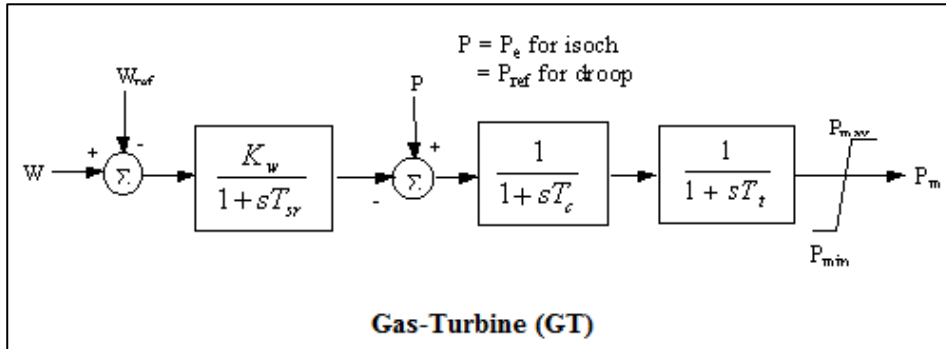 P = Pe for isoch
= Pref for droop
Wref
P
Pmax
W
+
-
Σ
Kw
1 + sTsr
-
+
Σ
1
1 + sTc
1
1 + sTt
Pm
Pmin
Gas-Turbine (GT)